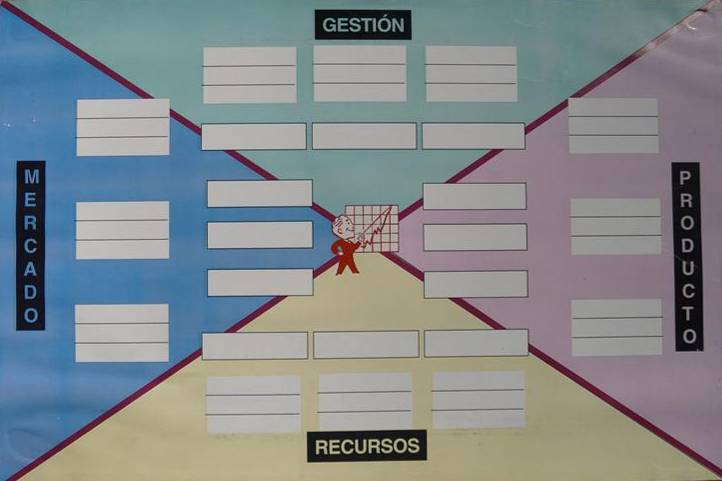 GESTIÓN
MERCADO
PRODUCTO
RECURSOS